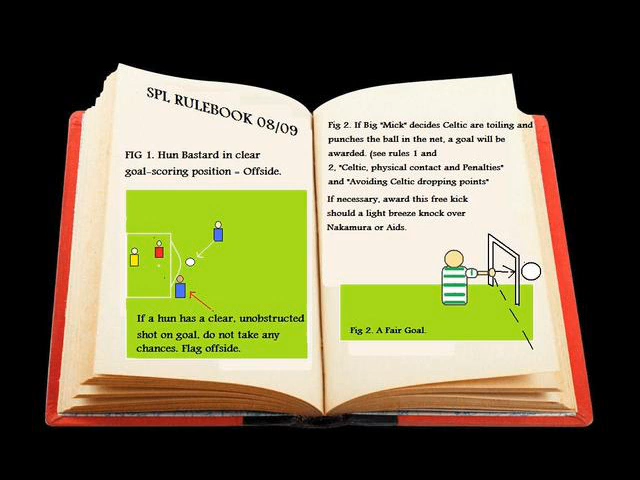 SPL RULEBOOK 08/09
FIG 1. Hun Bastard in clear
goal-scoring position = Offside.
If a hun has a clear, unobstructed
shot on goal, do not take any
chances. Flag offside.
Fig 2. If Big "Mick" decides Celtic are toiling and
punches the ball in the net, a goal will be
awarded. (see rules 1 and
2, "Celtic, physical contact and Penalties"
and "Avoiding Celtic dropping points"
If necessary, award this free kick
should a light breeze knock over
Nakamura or Aids.
Fig 2. A Fair Goal.